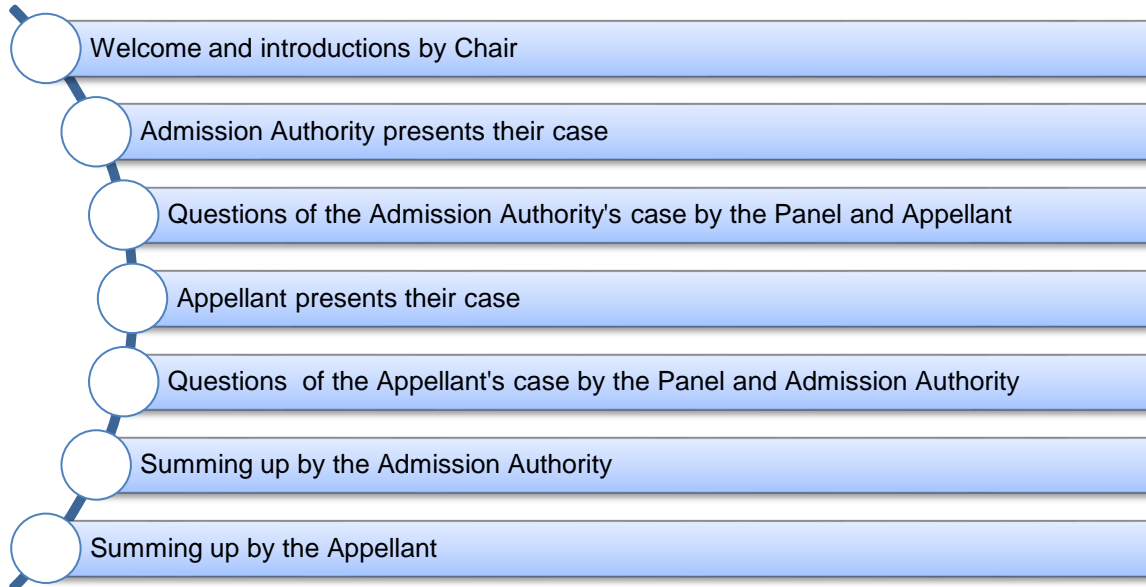 Welcome and introductions by Chair
Admission Authority presents their case
Questions of the Admission Authority's case by the Panel and Appellant
Appellant presents their case
Questions  of the Appellant's case by the Panel and Admission Authority
Summing up by the Admission Authority
Summing up by the Appellant